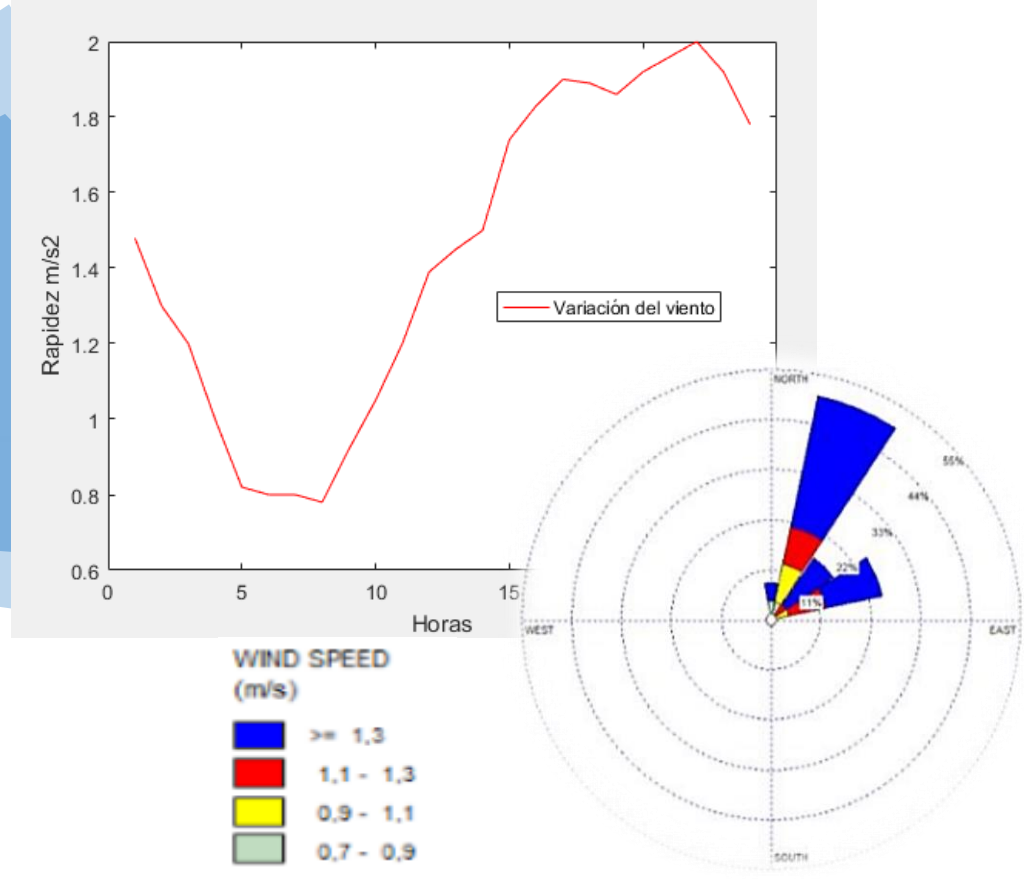 2
1.8
1.6
1.4
1.2
1
0.8
0.6
Rapidez m/s2
Variación del viento
0
5
10
15
Horas
NORTH
55%
44%
33%
22%
11%
WEST
EAST
SOUTH
WIND SPEED
(m/s)
>= 1,3
1,1 - 1,3
0,9 - 1,1
0,7 - 0,9